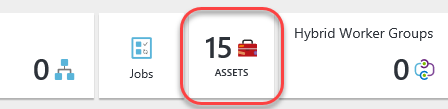 0
Jobs
15
ASSETS
Hybrid Worker Groups
0